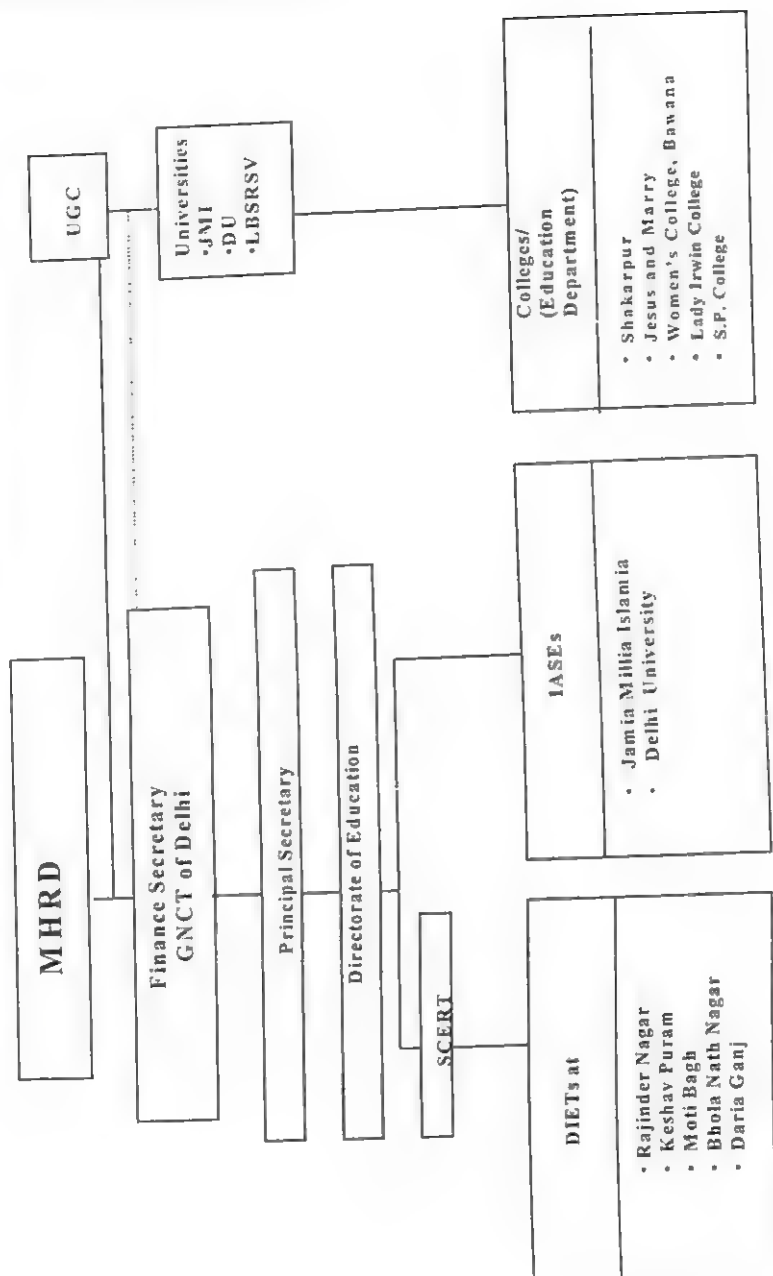 MHRD
UGC
Finance Secretary
GNCT of Delhi
Universities
•JMI
•DU
•LBSRSV
Principal Secretary
Directorate of Education
SCERT
DIETs at
• Rajinder Nagar
• Keshav Puram
• Moti Bagh
• Bhola Nath Nagar
• Daria Ganj
IASEs
• Jamia Millia Islamia
• Delhi University
Colleges/
(Education
Department)
• Shakarpur
• Jesus and Marry
• Women's College, Bawana
• Lady Irwin College
• S.P. College